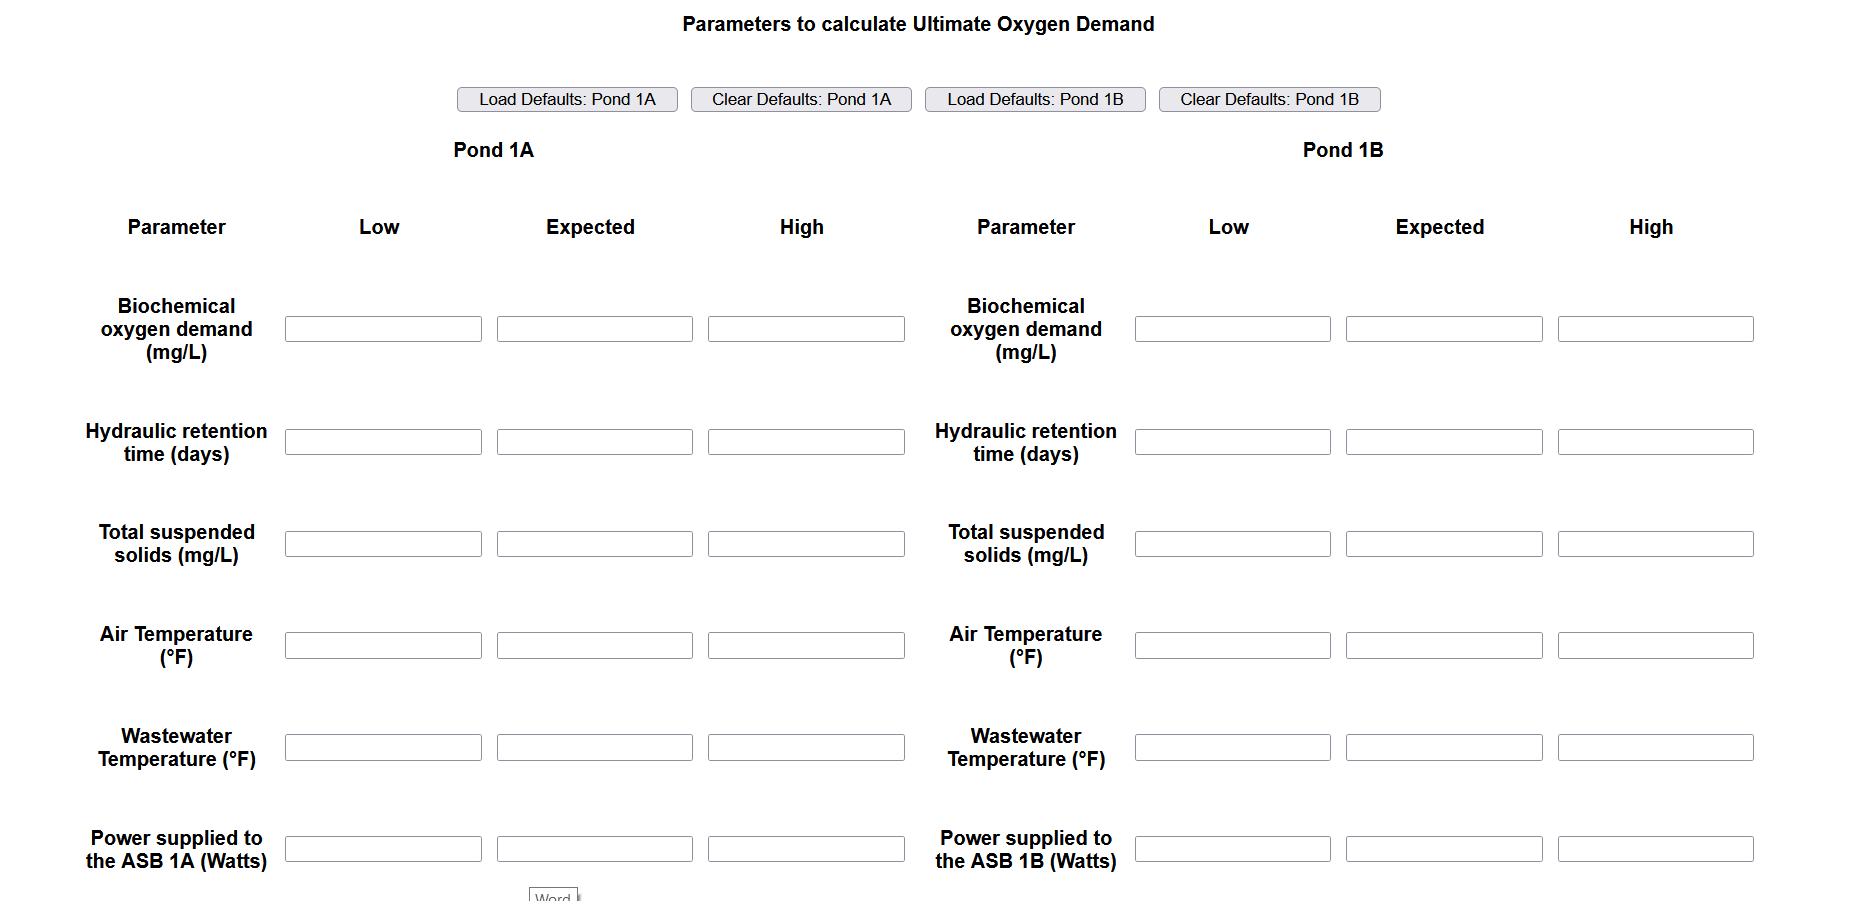 Parameters to calculate Ultimate Oxygen Demand
Load Defaults: Pond 1A
Clear Defaults: Pond 1A
Load Defaults: Pond 1B
Clear Defaults: Pond 1B
Pond 1A
Pond 1B
Parameter Low Expected High Parameter Low Expected High
Biochemical
oxygen demand
(mg/L)
Biochemical
oxygen demand
(mg/L)
Hydraulic retention
time (days)
Hydraulic retention
time (days)
Total suspended
solids (mg/L)
Total suspended
solids (mg/L)
Air Temperature
(°F)
Air Temperature
(°F)
Wastewater
Temperature (°F)
Wastewater
Temperature (°F)
Power supplied to
the ASB 1A (Watts)
Power supplied to
the ASB 1B (Watts)
Word